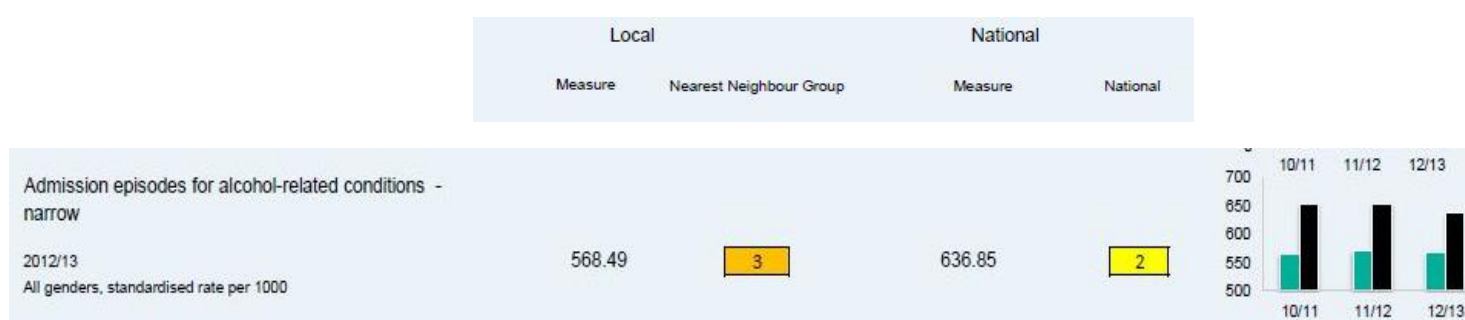 Local National
Measure Nearest Neighbour Group Measure National
10/11 11/12 12/13
700
Admission episodes for alcohol-related conditions -
narrow
650
600
2012/13 568.49 3 636.85 2 550
All genders, standardised rate per 1000 500
10/11 11/12 12/13